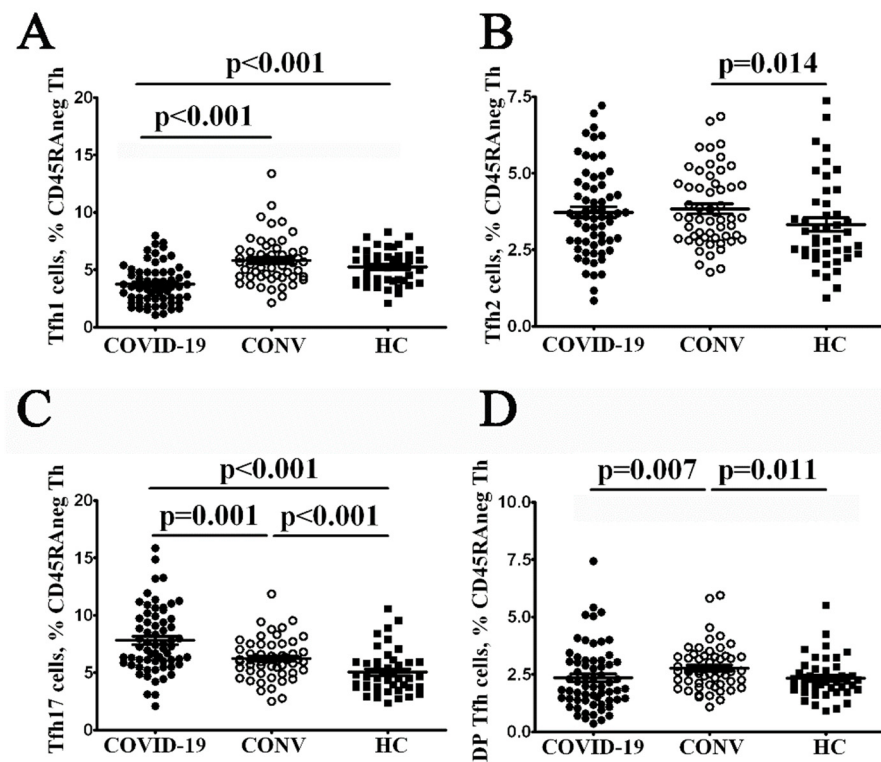 A
Tfh1 cells, % CD45RAneg Th
p<0.001
p<0.001
20
15
10
5
0
COVID-19 CONV HC
B
Tfh2 cells, % CD45RAneg Th
p=0.014
7.5
5.0
2.5
0.0
COVID-19 CONV HC
C
Tfh17 cells, % CD45RAneg Th
p<0.001
p=0.001 p<0.001
20
15
10
5
0
COVID-19 CONV HC
D
DP Tfh cells, % CD45RAneg Th
p=0.007 p=0.011
10.0
7.5
5.0
2.5
0.0
COVID-19 CONV HC